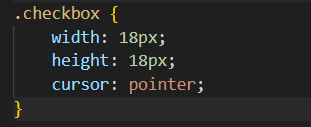 .checkbox {
    width: 18px;
    height: 18px;
    cursor: pointer;
}